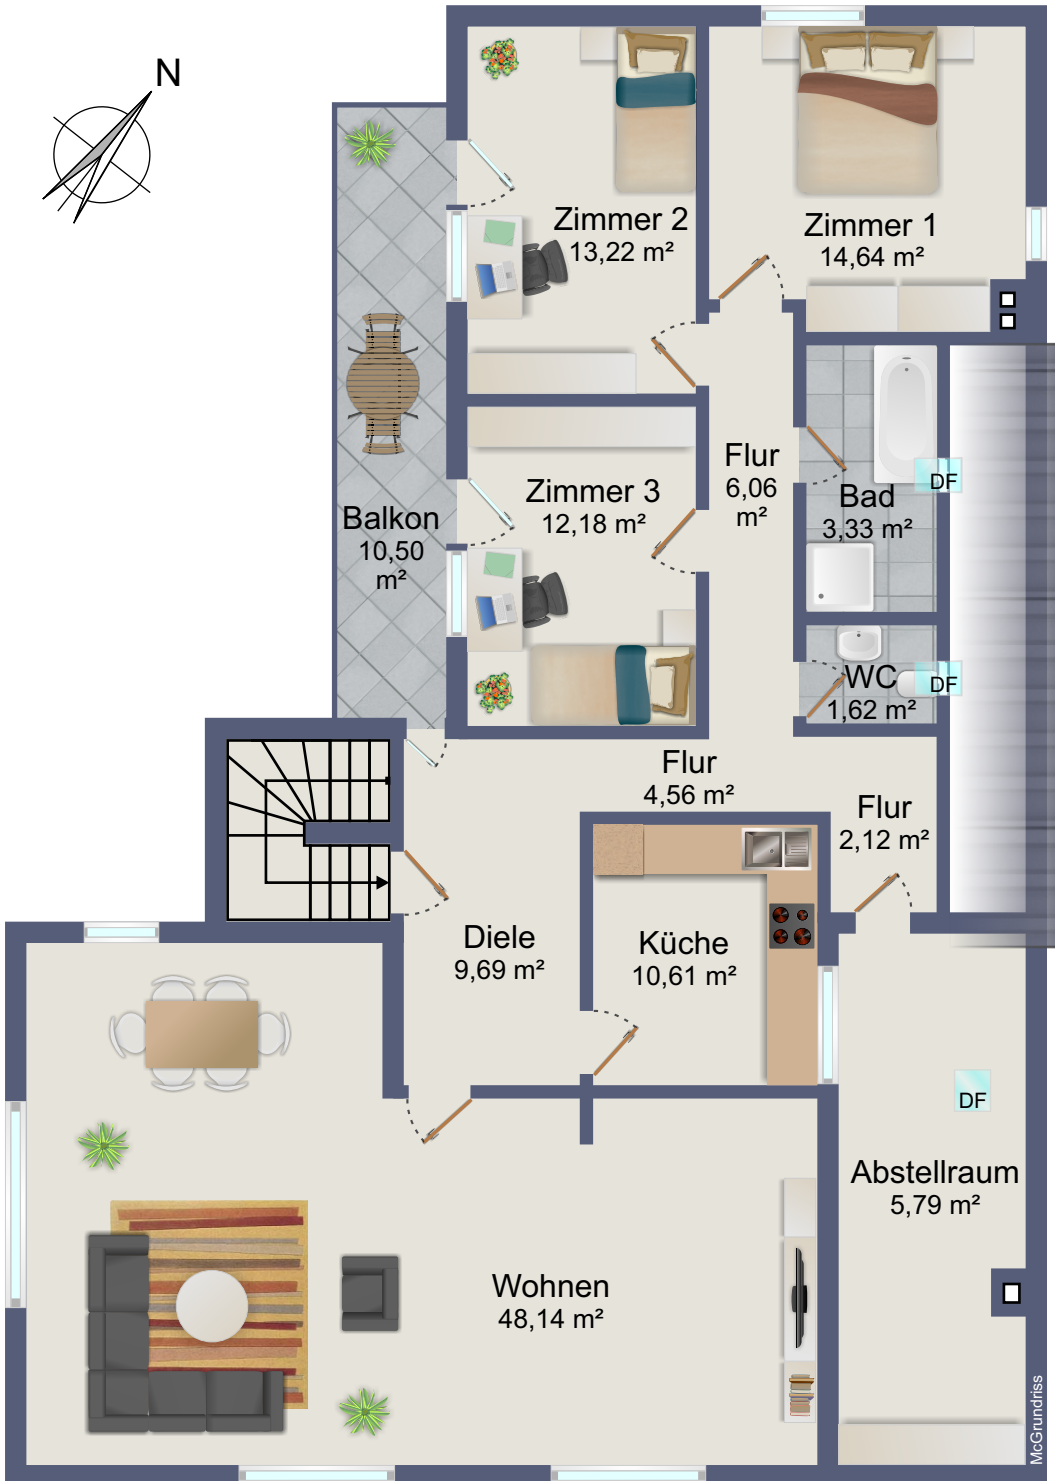 N
Zimmer 2
13,22 m²
Zimmer 1
14,64 m²
Flur
6,06
m²
Bad
3,33 m²
DF
Zimmer 3
12,18 m²
Balkon
10,50
m²
WC
1,62 m²
DF
Flur
4,56 m²
Flur
2,12 m²
Diele
9,69 m²
Küche
10,61 m²
DF
Abstellraum
5,79 m²
Wohnen
48,14 m²
McGrundriss